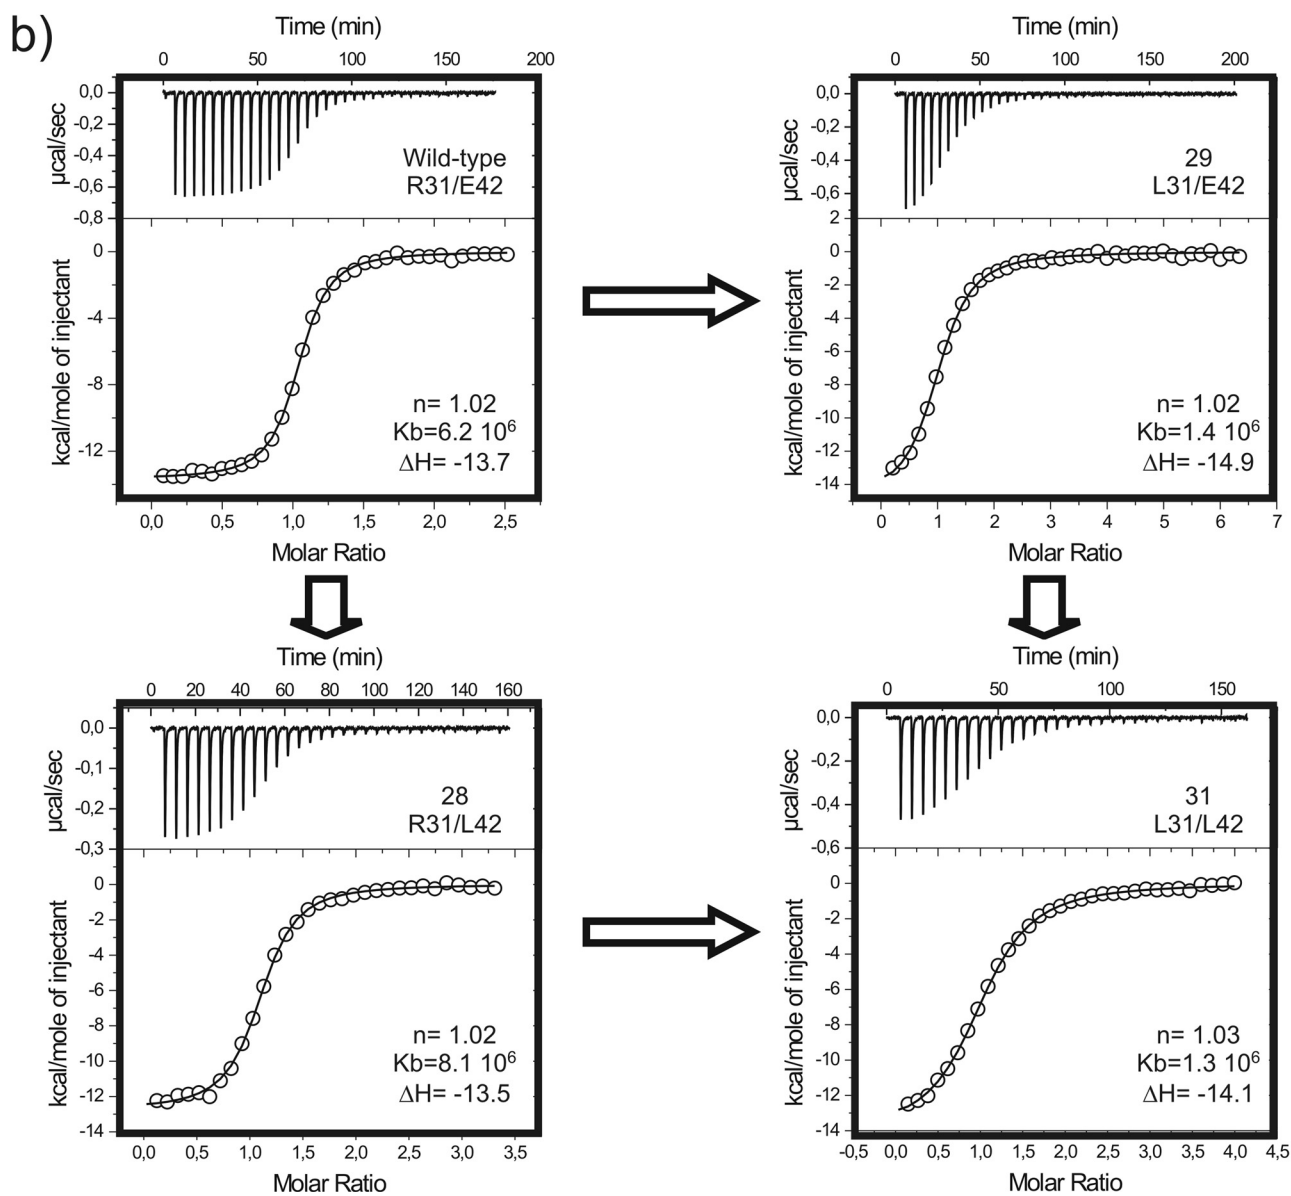 b)
Time (min)
0 50 100 150 200
0,0
-0,2
-0,4
-0,6
-0,8
µcal/sec
Wild-type
R31/E42
0
-4
-8
-12
kcal/mole of injectant
n= 1.02
Kb=6.2 10⁶
ΔH= -13.7
0,0 0,5 1,0 1,5 2,0 2,5
Molar Ratio
Time (min)
0 50 100 150 200
0,0
-0,2
-0,4
-0,6
µcal/sec
29
L31/E42
2
0
-2
-4
-6
-8
-10
-12
-14
kcal/mole of injectant
n= 1.02
Kb=1.4 10⁶
ΔH= -14.9
0 1 2 3 4 5 6 7
Molar Ratio
Time (min)
0 20 40 60 80 100 120 140 160
0,0
-0,1
-0,2
-0,3
µcal/sec
28
R31/L42
0
-2
-4
-6
-8
-10
-12
-14
kcal/mole of injectant
n= 1.02
Kb=8.1 10⁶
ΔH= -13.5
0,0 0,5 1,0 1,5 2,0 2,5 3,0 3,5
Molar Ratio
Time (min)
0 50 100 150
0,0
-0,2
-0,4
-0,6
µcal/sec
31
L31/L42
0
-2
-4
-6
-8
-10
-12
-14
kcal/mole of injectant
n= 1.03
Kb=1.3 10⁶
ΔH= -14.1
-0,5 0,0 0,5 1,0 1,5 2,0 2,5 3,0 3,5 4,0 4,5
Molar Ratio